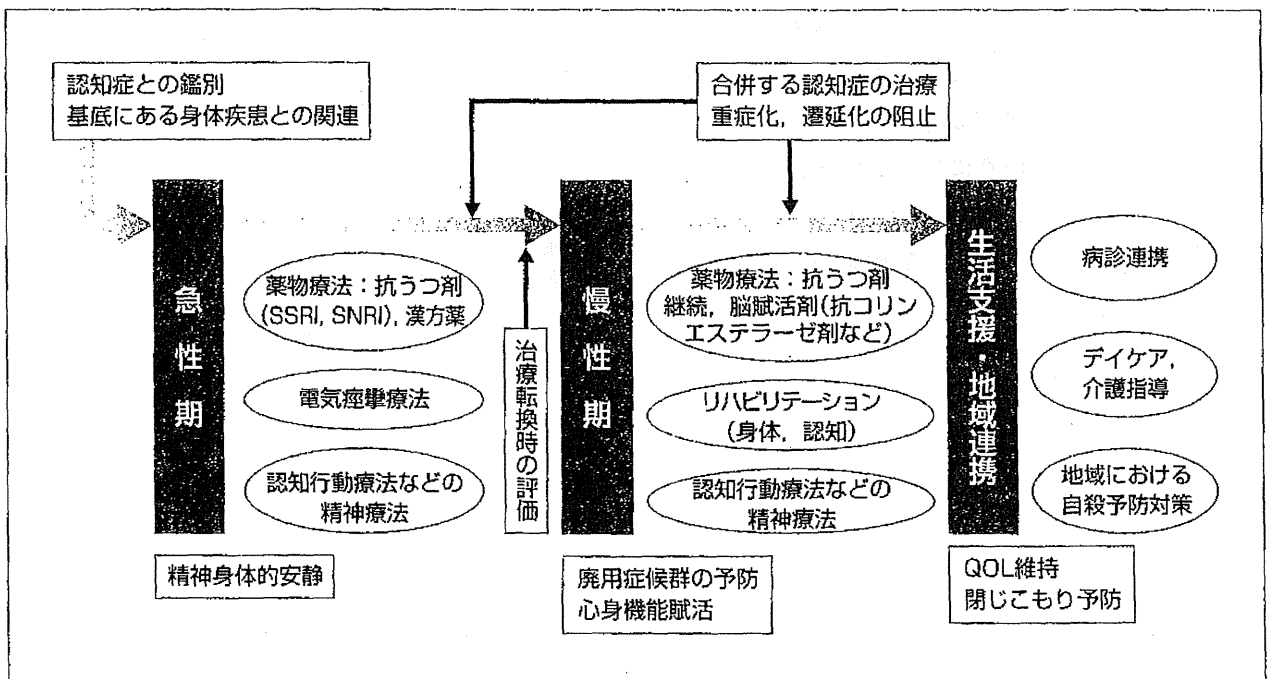 認知症との鑑別
基底にある身体疾患との関連
合併する認知症の治療
重症化，遷延化の阻止
急性期
薬物療法：抗うつ剤
(SSRI, SNRI), 漢方薬
電気痙攣療法
認知行動療法などの
精神療法
精神身体的安静
治療転換時の評価
慢性期
薬物療法：抗うつ剤
継続，脳賦活剤(抗コリン
エステラーゼ剤など)
リハビリテーション
(身体，認知)
認知行動療法などの
精神療法
廃用症候群の予防
心身機能賦活
生活支援・地域連携
病診連携
デイケア，
介護指導
地域における
自殺予防対策
QOL維持
閉じこもり予防